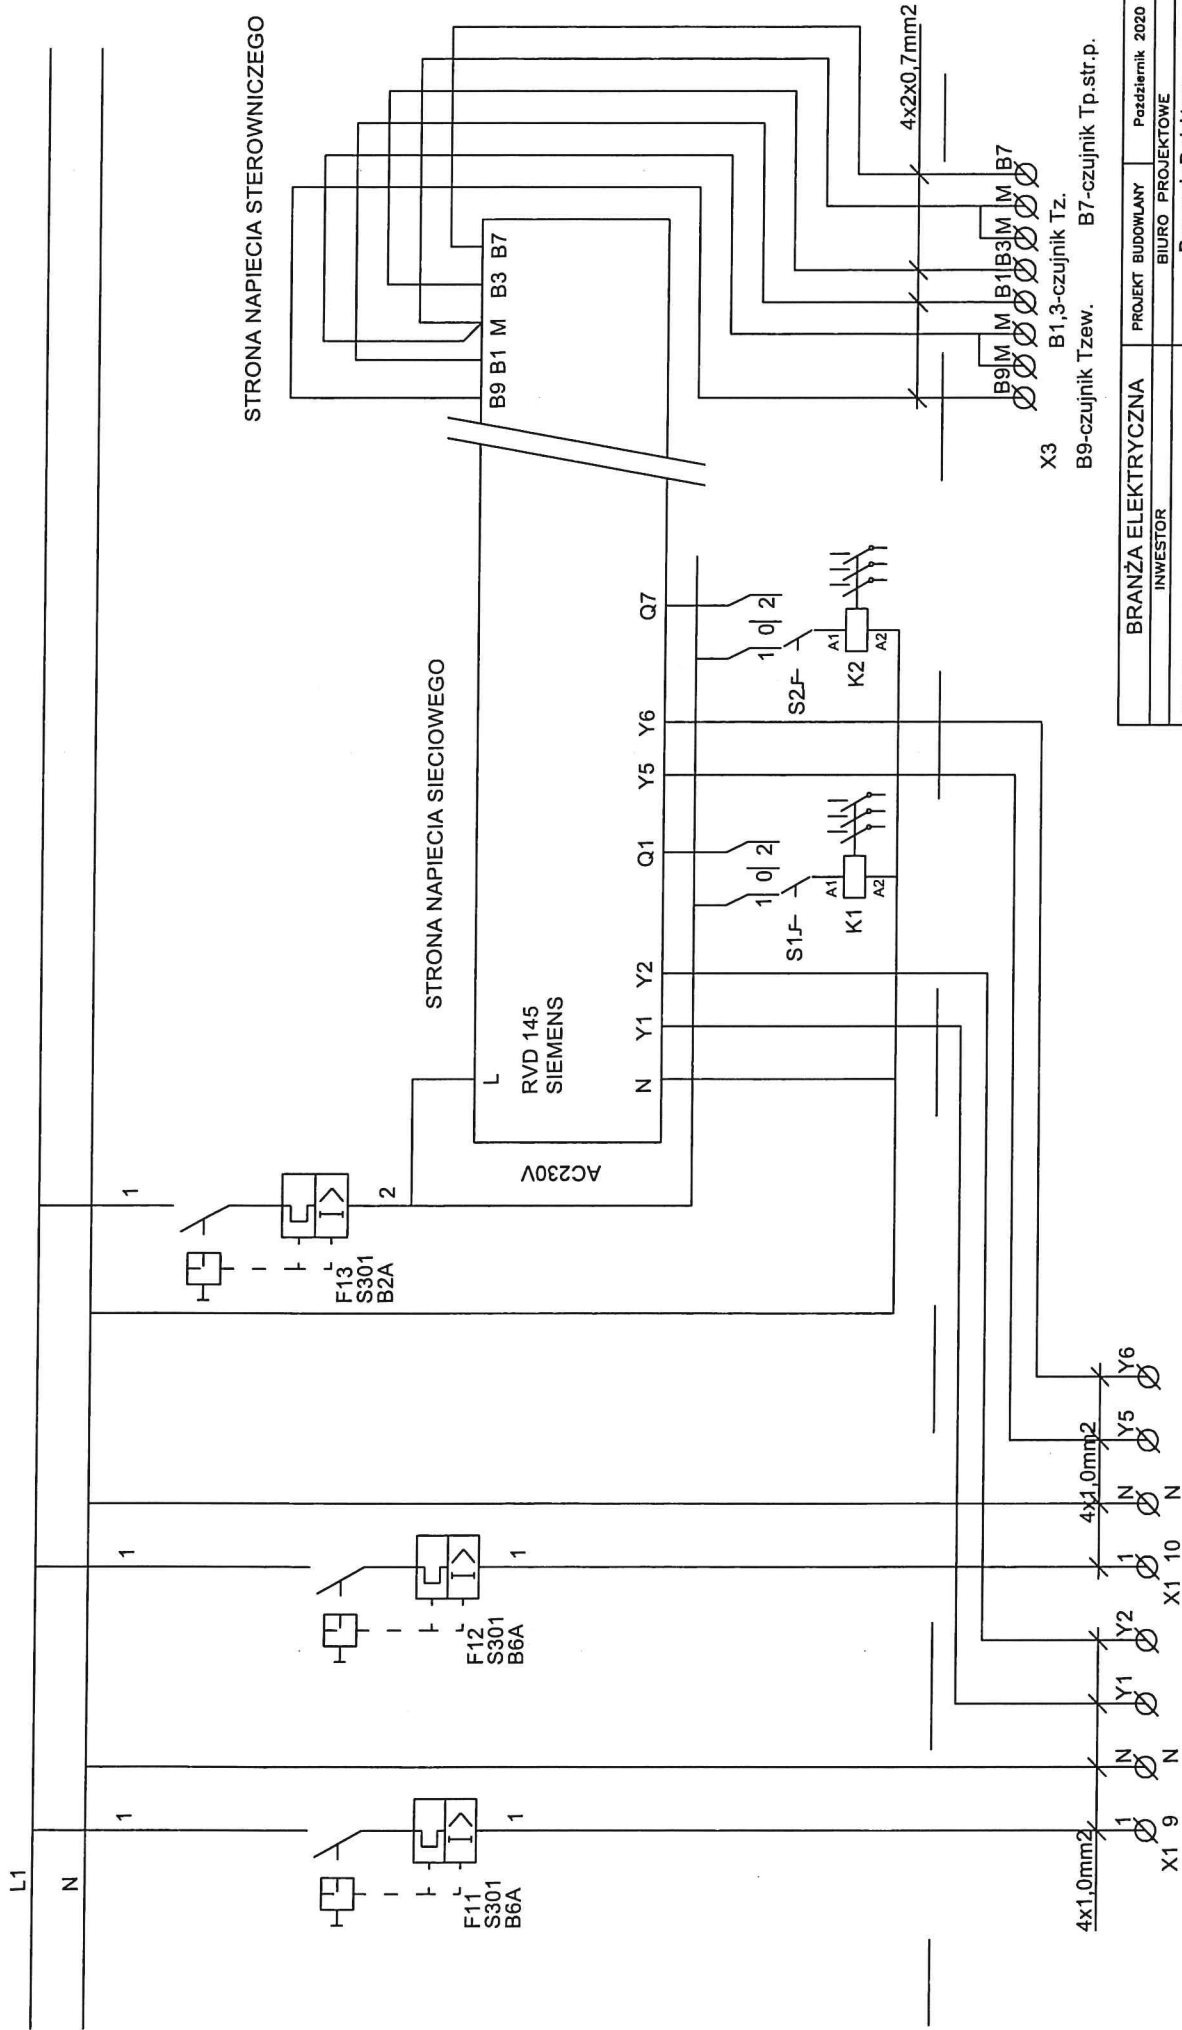 L1
N
1
1
1
F11
S301
B6A
F12
S301
B6A
F13
S301
B2A
1
1
2
STRONA NAPIECIA SIECIOWEGO
STRONA NAPIECIA STEROWNICZEGO
AC230V
L
RVD 145
SIEMENS
N Y1 Y2 Q1 Y5 Y6 Q7
B9 B1 M B3 B7
1 0 2
S1
A1
A2
K1
1 0 2
S2
A1
A2
K2
4x2x0,7mm2
B9 M M B1 B3 M M B7
X3
B1,3-czujnik Tz.
B9-czujnik Tzew.
B7-czujnik Tp.str.p.
4x1,0mm2
1 N Y1 Y2
X1 9 N
4x1,0mm2
1 N Y5 Y6
X1 10 N
BRANŻA ELEKTRYCZNA
PROJEKT BUDOWLANY
Październik 2020
INWESTOR
BIURO PROJEKTOWE